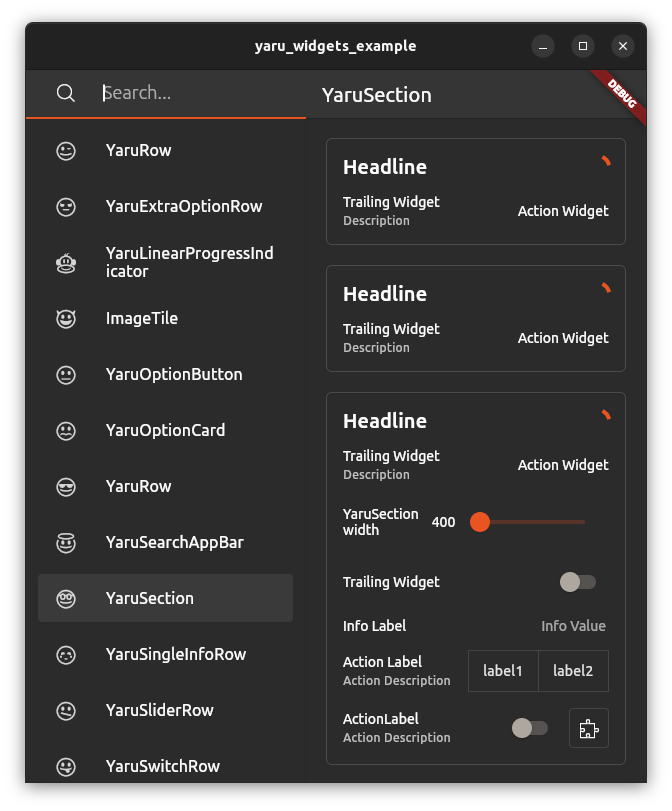 yaru_widgets_example
Search...
YaruSection
DEBUG
YaruRow
YaruExtraOptionRow
YaruLinearProgressInd
icator
ImageTile
YaruOptionButton
YaruOptionCard
YaruRow
YaruSearchAppBar
YaruSection
YaruSingleInfoRow
YaruSliderRow
YaruSwitchRow
Headline
Trailing Widget
Description
Action Widget
Headline
Trailing Widget
Description
Action Widget
Headline
Trailing Widget
Description
Action Widget
YaruSection
width
400
Trailing Widget
Info Label
Info Value
Action Label
Action Description
label1
label2
ActionLabel
Action Description